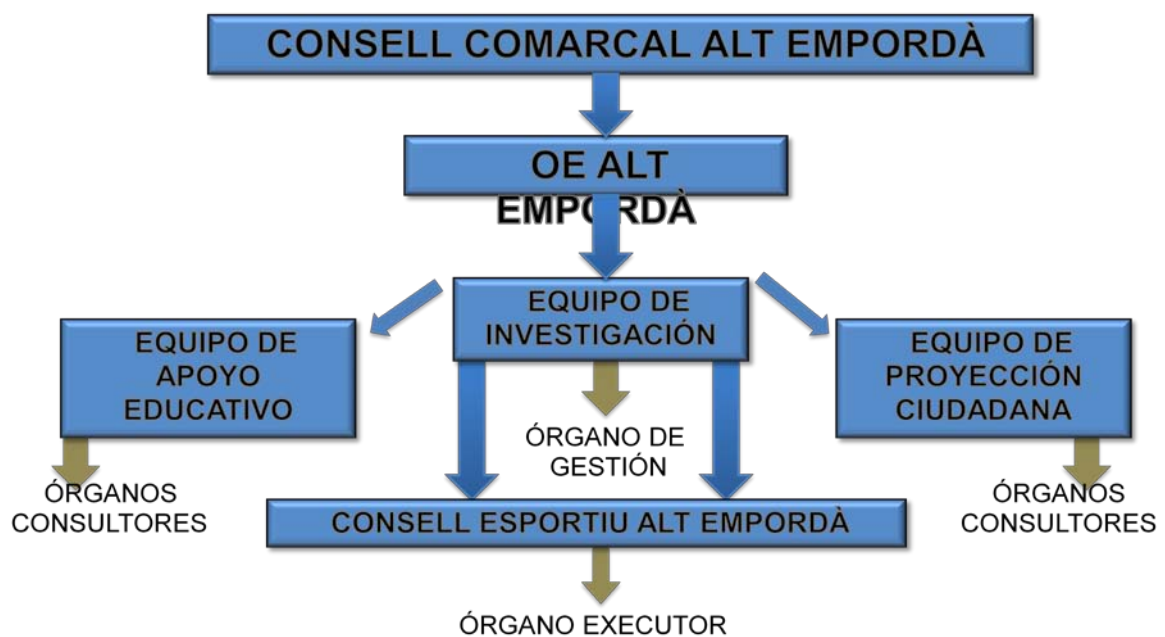 CONSELL COMARCAL ALT EMPORDÀ
OE ALT
EMPORDÀ
EQUIPO DE
INVESTIGACIÓN
EQUIPO DE
APOYO
EDUCATIVO
EQUIPO DE
PROYECCIÓN
CIUDADANA
ÓRGANO DE
GESTIÓN
ÓRGANOS
CONSULTORES
ÓRGANOS
CONSULTORES
CONSELL ESPORTIU ALT EMPORDÀ
ÓRGANO EXECUTOR